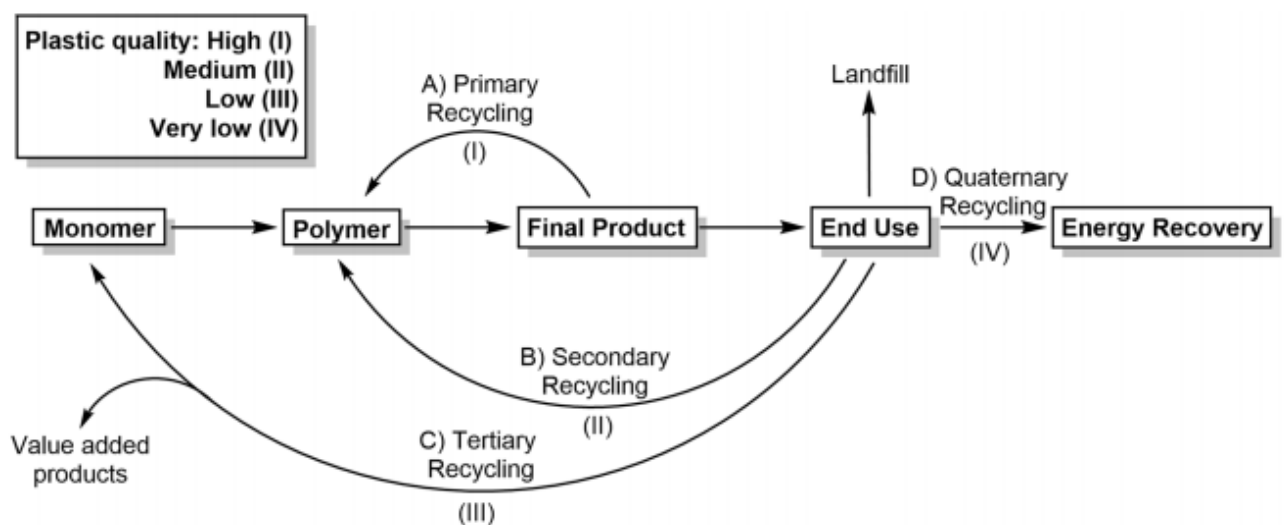 Plastic quality: High (I)
Medium (II)
Low (III)
Very low (IV)
A) Primary
Recycling
(I)
Landfill
D) Quaternary
Recycling
(IV)
Monomer
Polymer
Final Product
End Use
Energy Recovery
B) Secondary
Recycling
(II)
Value added
products
C) Tertiary
Recycling
(III)